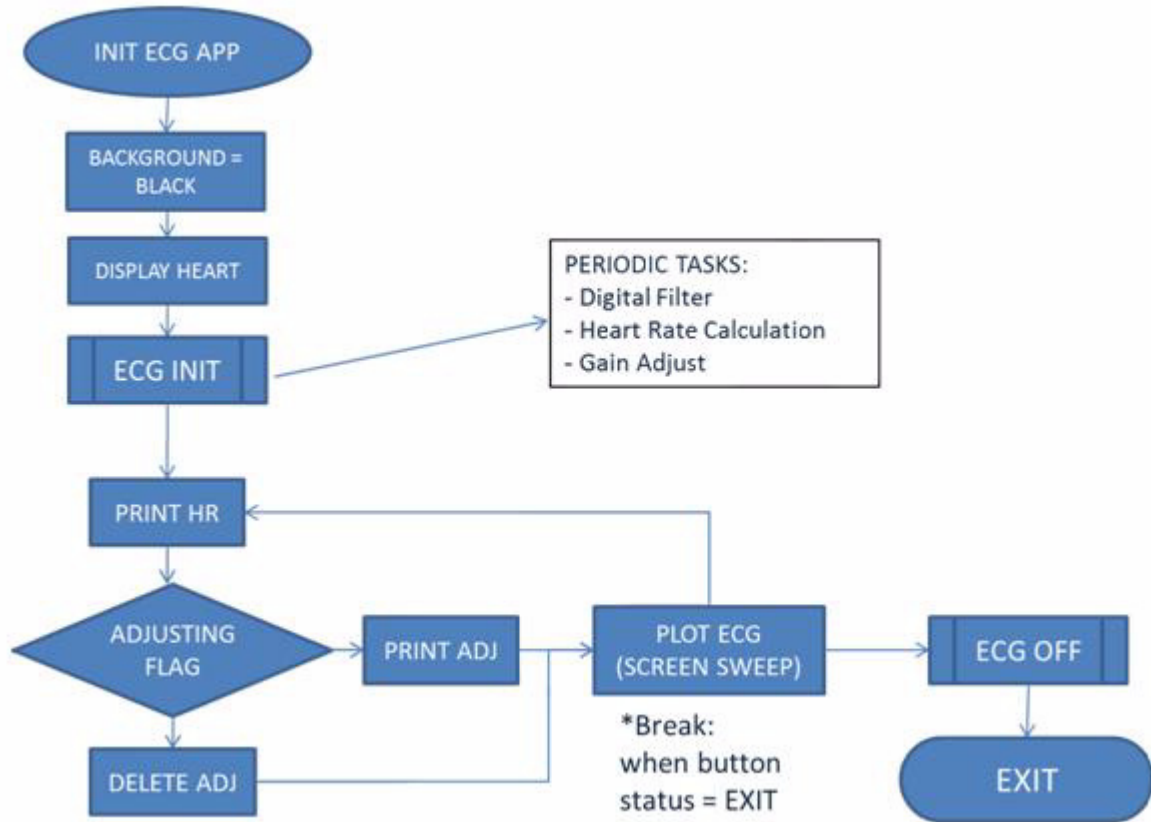 INIT ECG APP
BACKGROUND =
BLACK
DISPLAY HEART
ECG INIT
PERIODIC TASKS:
- Digital Filter
- Heart Rate Calculation
- Gain Adjust
PRINT HR
ADJUSTING
FLAG
PRINT ADJ
DELETE ADJ
PLOT ECG
(SCREEN SWEEP)
*Break:
when button
status = EXIT
ECG OFF
EXIT